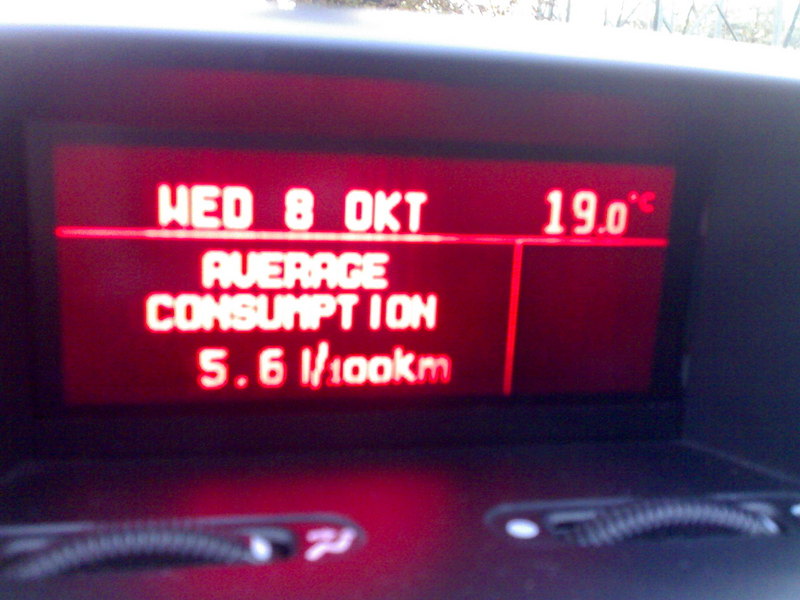 WED 8 OKT 19.0°C
AVERAGE
CONSUMPTION
5.6 l/100km